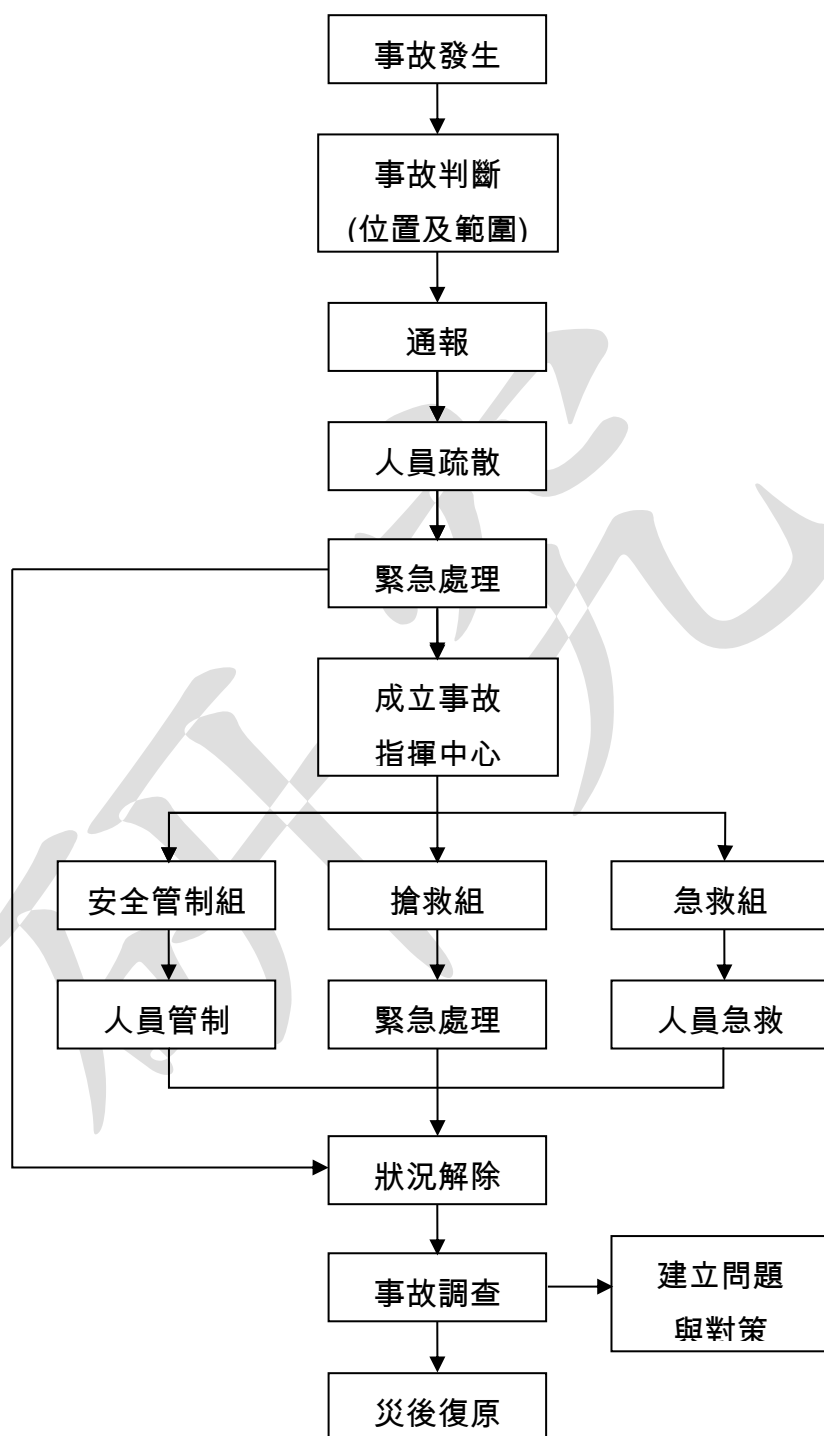 事故發生
事故判斷
(位置及範圍)
通報
人員疏散
緊急處理
成立事故
指揮中心
安全管制組
搶救組
急救組
人員管制
緊急處理
人員急救
狀況解除
事故調查
建立問題
與對策
災後復原
研究